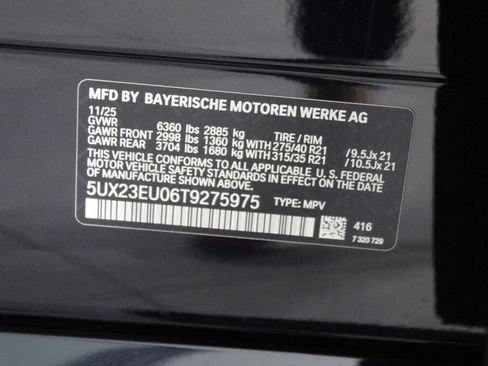 MFD BY BAYERISCHE MOTOREN WERKE AG
11/25
GVWR 6360 lbs 2885 kg TIRE / RIM
GAWR FRONT 2998 lbs 1360 kg WITH 275/40 R21 / 9.5Jx 21
GAWR REAR 3704 lbs 1680 kg WITH 315/35 R21 / 10.5Jx 21
THIS VEHICLE CONFORMS TO ALL APPLICABLE U. S. FEDERAL
MOTOR VEHICLE SAFETY STANDARDS IN EFFECT ON THE
DATE OF MANUFACTURE SHOWN ABOVE.
5UX23EU06T9275975 TYPE: MPV
416
7 320 729